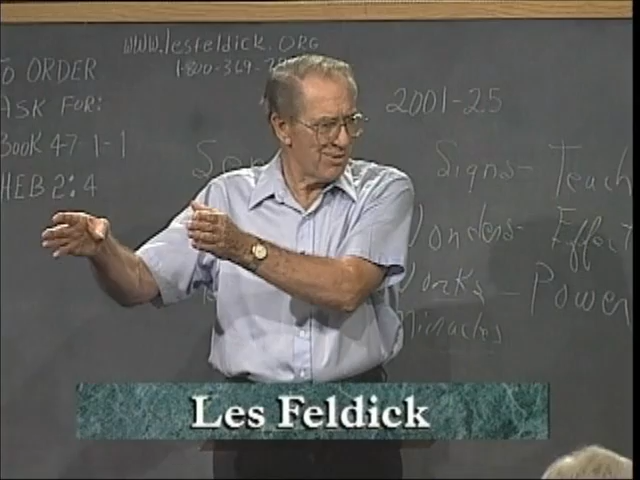 www.lesfeldick.ORG
1-800-369-
TO ORDER
ASK FOR:
BOOK 47 1-1
HEB 2:4
2001-25
Signs- Teach
Wonders- Effect
Works - Power
Miracles
Les Feldick